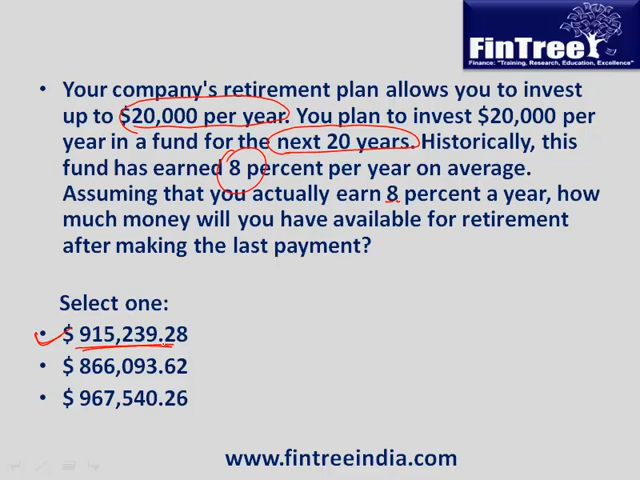 FinTree
Finance: "Training, Research, Education, Excellence"
• Your company's retirement plan allows you to invest
up to $20,000 per year. You plan to invest $20,000 per
year in a fund for the next 20 years. Historically, this
fund has earned 8 percent per year on average.
Assuming that you actually earn 8 percent a year, how
much money will you have available for retirement
after making the last payment?
Select one:
• $ 915,239.28
• $ 866,093.62
• $ 967,540.26
www.fintreeindia.com